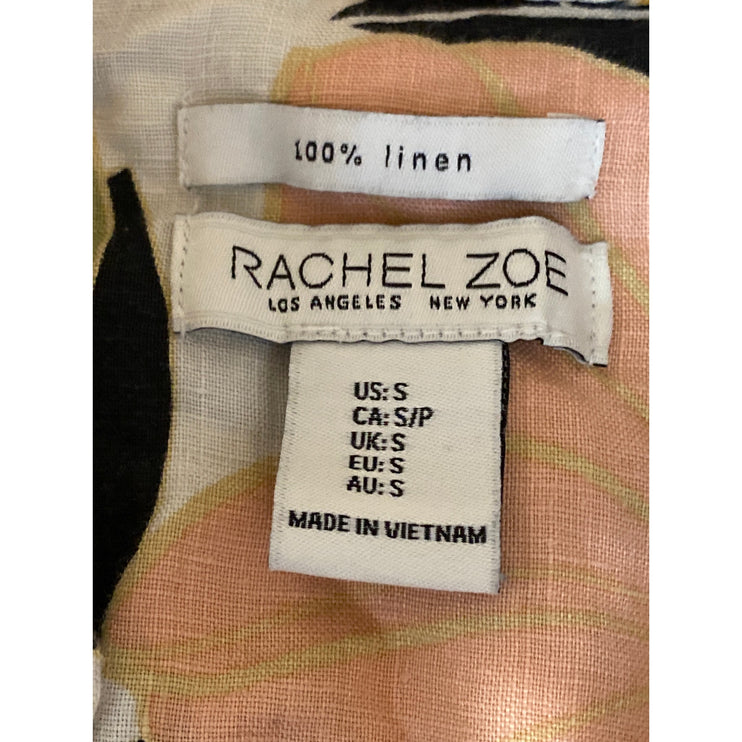 100% linen
RACHEL ZOE
LOS ANGELES NEW YORK
US: S
CA: S/P
UK: S
EU: S
AU: S
MADE IN VIETNAM